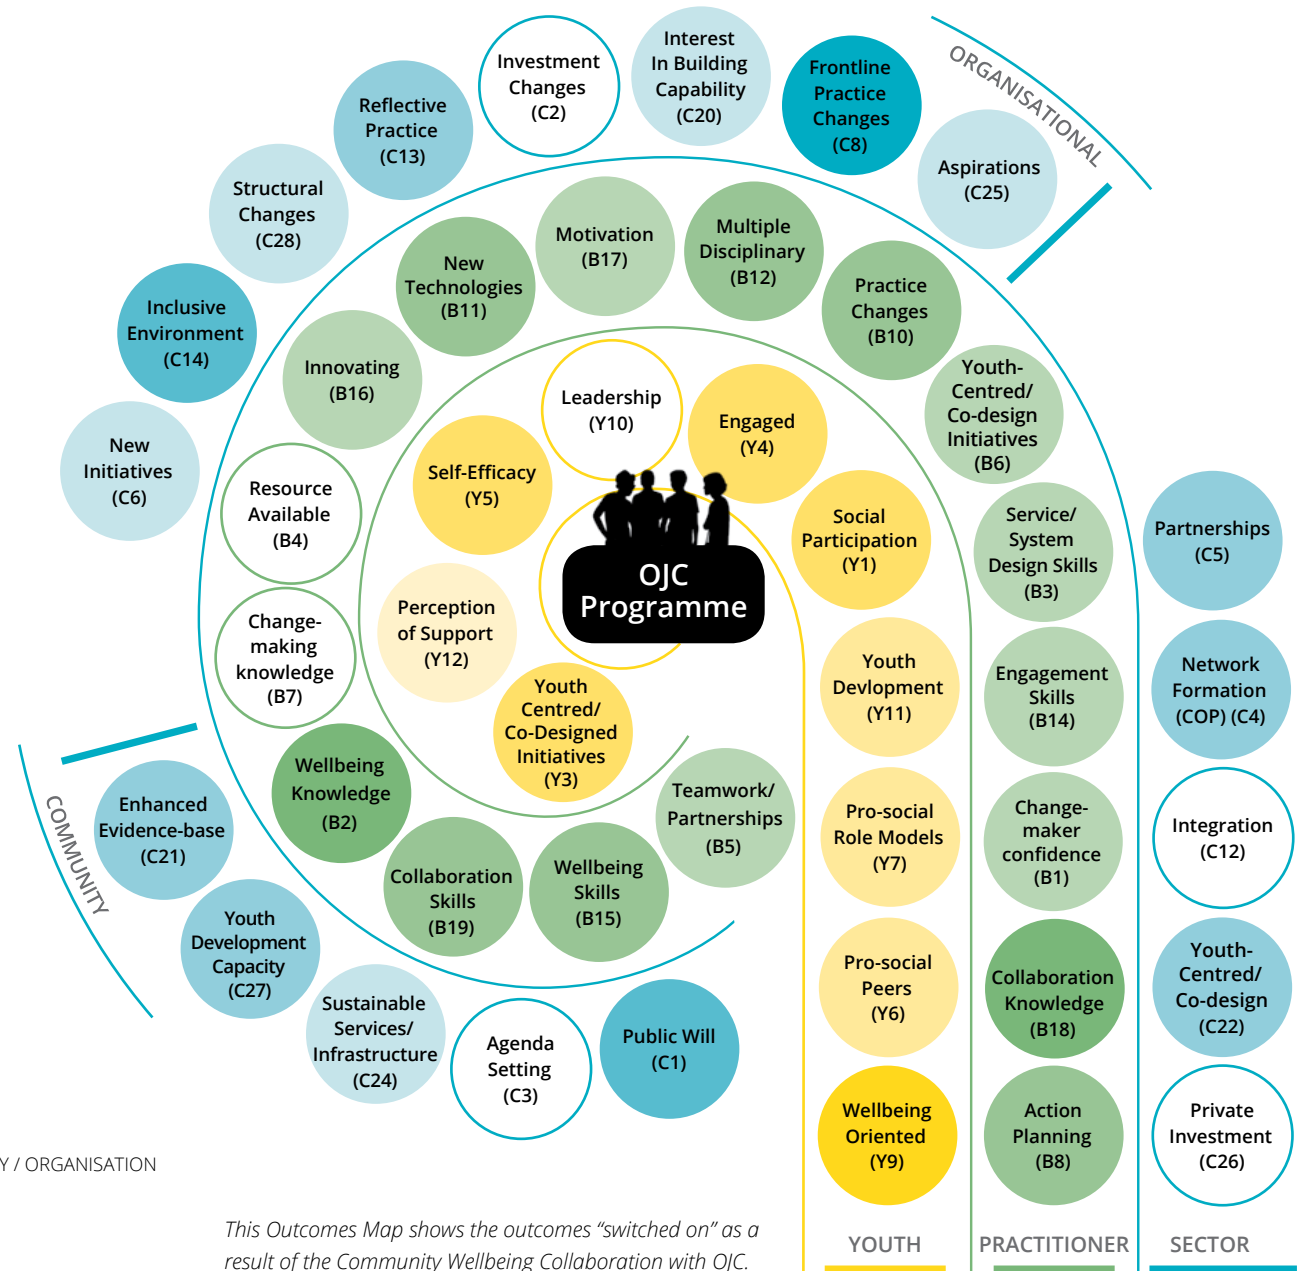 Interest
In Building
Capability
(C20)
Investment
Changes
(C2)
Frontline
Practice
Changes
(C8)
ORGANISATIONAL
Reflective
Practice
(C13)
Aspirations
(C25)
Structural
Changes
(C28)
Motivation
(B17)
Multiple
Disciplinary
(B12)
New
Technologies
(B11)
Practice
Changes
(B10)
Inclusive
Environment
(C14)
Innovating
(B16)
Leadership
(Y10)
Engaged
(Y4)
Youth-
Centred/
Co-design
Initiatives
(B6)
New
Initiatives
(C6)
Self-Efficacy
(Y5)
Resource
Available
(B4)
Social
Participation
(Y1)
Service/
System
Design Skills
(B3)
Partnerships
(C5)
OJC
Programme
Perception
of Support
(Y12)
Change-
making
knowledge
(B7)
Youth
Devlopment
(Y11)
Engagement
Skills
(B14)
Network
Formation
(COP) (C4)
Youth
Centred/
Co-Designed
Initiatives
(Y3)
Wellbeing
Knowledge
(B2)
Teamwork/
Partnerships
(B5)
COMMUNITY
Enhanced
Evidence-base
(C21)
Pro-social
Role Models
(Y7)
Change-
maker
confidence
(B1)
Integration
(C12)
Collaboration
Skills
(B19)
Wellbeing
Skills
(B15)
Youth
Development
Capacity
(C27)
Pro-social
Peers
(Y6)
Collaboration
Knowledge
(B18)
Youth-
Centred/
Co-design
(C22)
Sustainable
Services/
Infrastructure
(C24)
Agenda
Setting
(C3)
Public Will
(C1)
Wellbeing
Oriented
(Y9)
Action
Planning
(B8)
Private
Investment
(C26)
Y / ORGANISATION
This Outcomes Map shows the outcomes “switched on” as a
result of the Community Wellbeing Collaboration with OJC.
YOUTH
PRACTITIONER
SECTOR